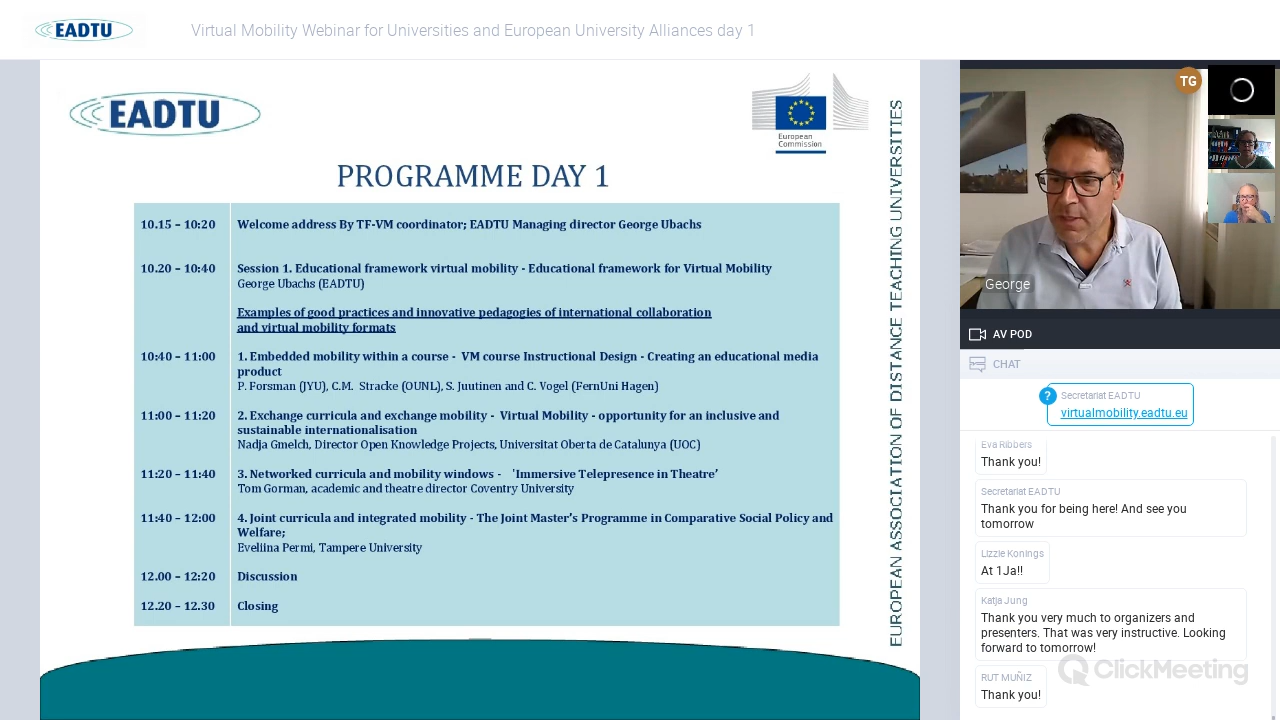 EADTU
Virtual Mobility Webinar for Universities and European University Alliances day 1
EADTU
European
Commission
EUROPEAN ASSOCIATION OF DISTANCE TEACHING UNIVERSITIES
PROGRAMME DAY 1
10.15 – 10:20 Welcome address By TF-VM coordinator; EADTU Managing director George Ubachs
10.20 – 10:40 Session 1. Educational framework virtual mobility - Educational framework for Virtual Mobility
George Ubachs (EADTU)
Examples of good practices and innovative pedagogies of international collaboration
and virtual mobility formats
10:40 – 11:00 1. Embedded mobility within a course - VM course Instructional Design - Creating an educational media
product
P. Forsman (JYU), C.M. Stracke (OUNL), S. Juutinen and C. Vogel (FernUni Hagen)
11:00 – 11:20 2. Exchange curricula and exchange mobility - Virtual Mobility - opportunity for an inclusive and
sustainable internationalisation
Nadja Gmelch, Director Open Knowledge Projects, Universitat Oberta de Catalunya (UOC)
11:20 – 11:40 3. Networked curricula and mobility windows - 'Immersive Telepresence in Theatre’
Tom Gorman, academic and theatre director Coventry University
11:40 – 12:00 4. Joint curricula and integrated mobility - The Joint Master’s Programme in Comparative Social Policy and
Welfare;
Eveliina Permi, Tampere University
12.00 – 12:20 Discussion
12.20 – 12.30 Closing
TG
George
AV POD
CHAT
?
Secretariat EADTU
virtualmobility.eadtu.eu
Eva Ribbers
Thank you!
Secretariat EADTU
Thank you for being here! And see you
tomorrow
Lizzie Konings
At 1Ja!!
Katja Jung
Thank you very much to organizers and
presenters. That was very instructive. Looking
forward to tomorrow!
ClickMeeting
RUT MUÑIZ
Thank you!